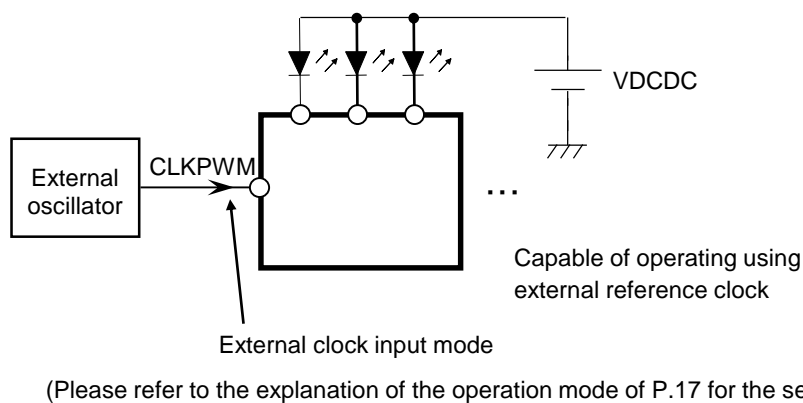 VDCDC
CLKPWM
External
oscillator
...
Capable of operating using
external reference clock
External clock input mode
(Please refer to the explanation of the operation mode of P.17 for the se